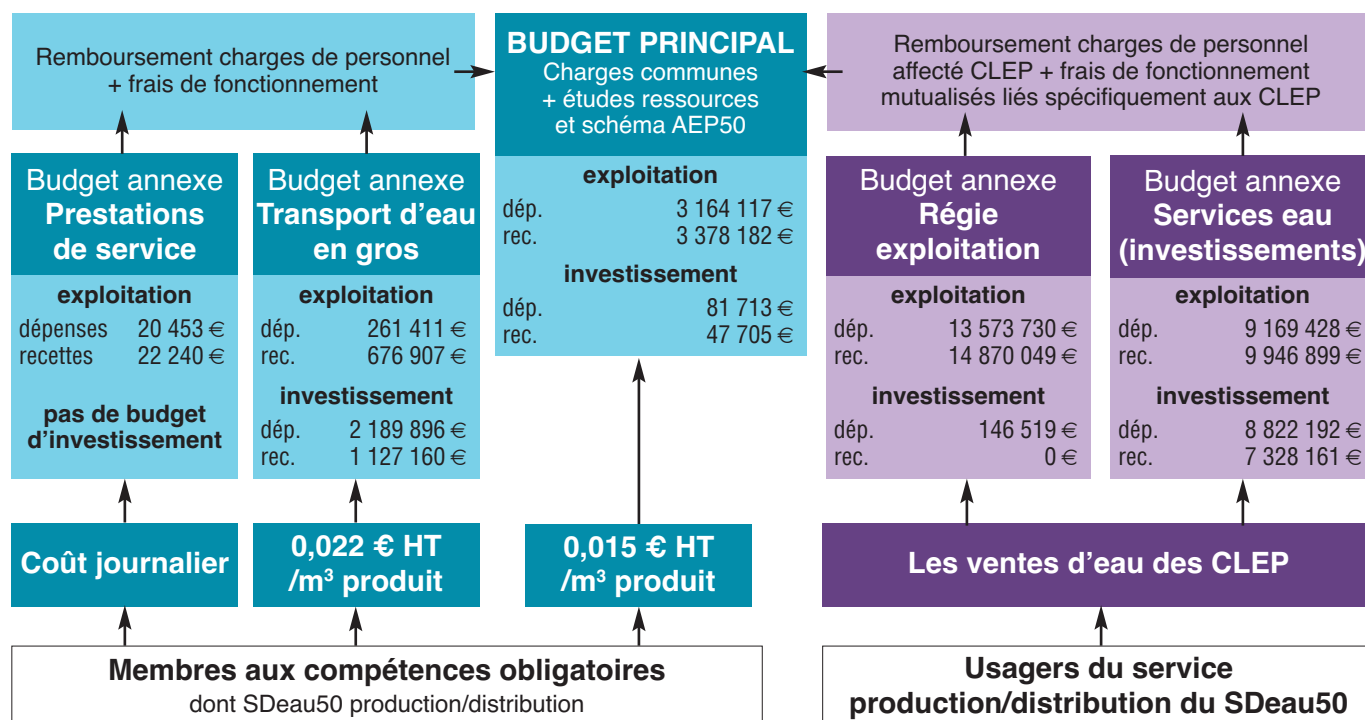 Remboursement charges de personnel
+ frais de fonctionnement
BUDGET PRINCIPAL
Charges communes
+ études ressources
et schéma AEP50
exploitation
dép. 3 164 117 €
rec. 3 378 182 €
investissement
dép. 81 713 €
rec. 47 705 €
Remboursement charges de personnel
affecté CLEP + frais de fonctionnement
mutualisés liés spécifiquement aux CLEP
Budget annexe
Prestations
de service
exploitation
dépenses 20 453 €
recettes 22 240 €
pas de budget
d’investissement
Budget annexe
Transport d’eau
en gros
exploitation
dép. 261 411 €
rec. 676 907 €
investissement
dép. 2 189 896 €
rec. 1 127 160 €
Budget annexe
Régie
exploitation
exploitation
dép. 13 573 730 €
rec. 14 870 049 €
investissement
dép. 146 519 €
rec. 0 €
Budget annexe
Services eau
(investissements)
exploitation
dép. 9 169 428 €
rec. 9 946 899 €
investissement
dép. 8 822 192 €
rec. 7 328 161 €
Coût journalier
0,022 € HT
/m³ produit
0,015 € HT
/m³ produit
Les ventes d’eau des CLEP
Membres aux compétences obligatoires
dont SDeau50 production/distribution
Usagers du service
production/distribution du SDeau50